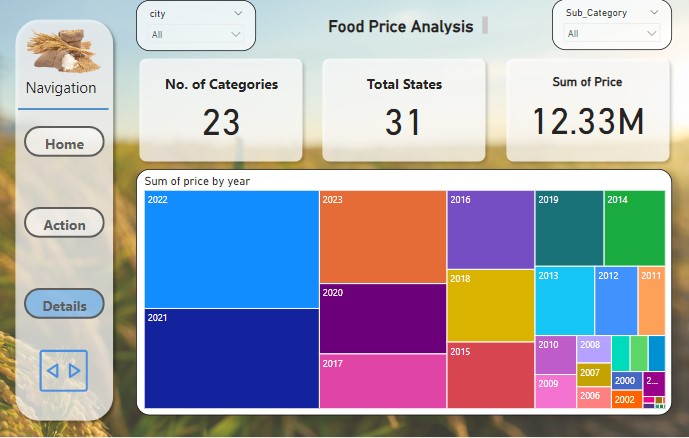 city
All
Food Price Analysis
Sub_Category
All
Navigation
Home
Action
Details
No. of Categories
23
Total States
31
Sum of Price
12.33M
Sum of price by year
2022
2021
2023
2020
2017
2016
2018
2015
2019
2014
2013
2012
2011
2010
2009
2008
2007
2006
2000
2002
2...